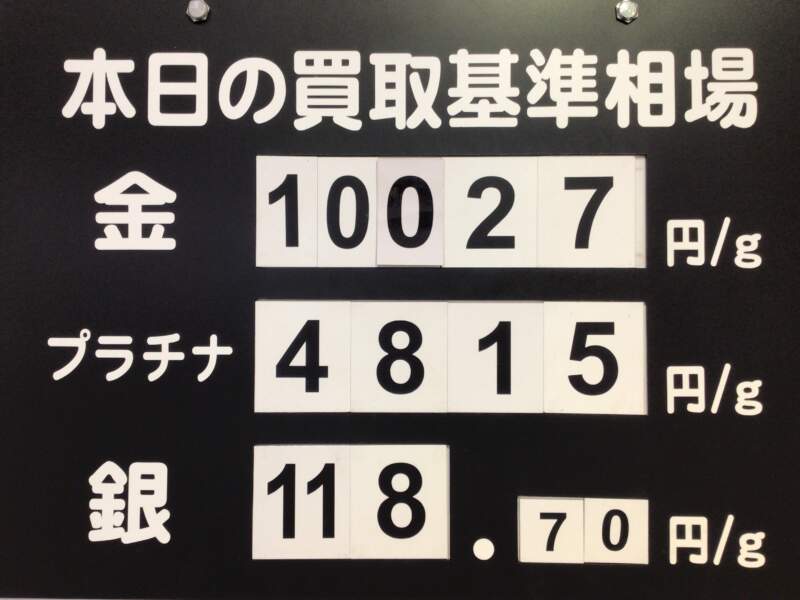 本日の買取基準相場
金 10027 円/g
プラチナ 4815 円/g
銀 118.70 円/g